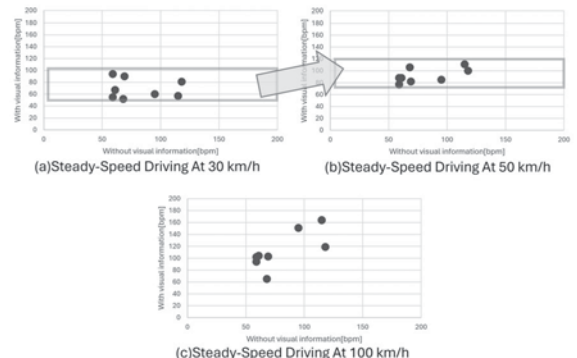 With visual information[bpm]
200
180
160
140
120
100
80
60
40
20
0
0 50 100 150 200
Without visual information[bpm]
(a)Steady-Speed Driving At 30 km/h
With visual information[bpm]
200
180
160
140
120
100
80
60
40
20
0
0 50 100 150 200
Without visual information[bpm]
(b)Steady-Speed Driving At 50 km/h
With visual information[bpm]
200
180
160
140
120
100
80
60
40
20
0
0 50 100 150 200
Without visual information[bpm]
(c)Steady-Speed Driving At 100 km/h